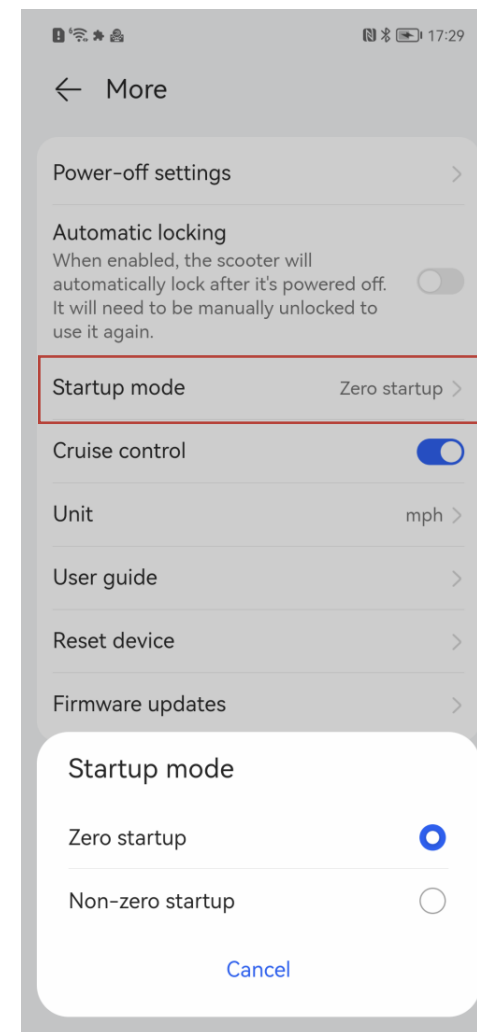 17:29
More
Power-off settings
Automatic locking
When enabled, the scooter will
automatically lock after it's powered off.
It will need to be manually unlocked to
use it again.
Startup mode Zero startup
Cruise control
Unit mph
User guide
Reset device
Firmware updates
Startup mode
Zero startup
Non-zero startup
Cancel